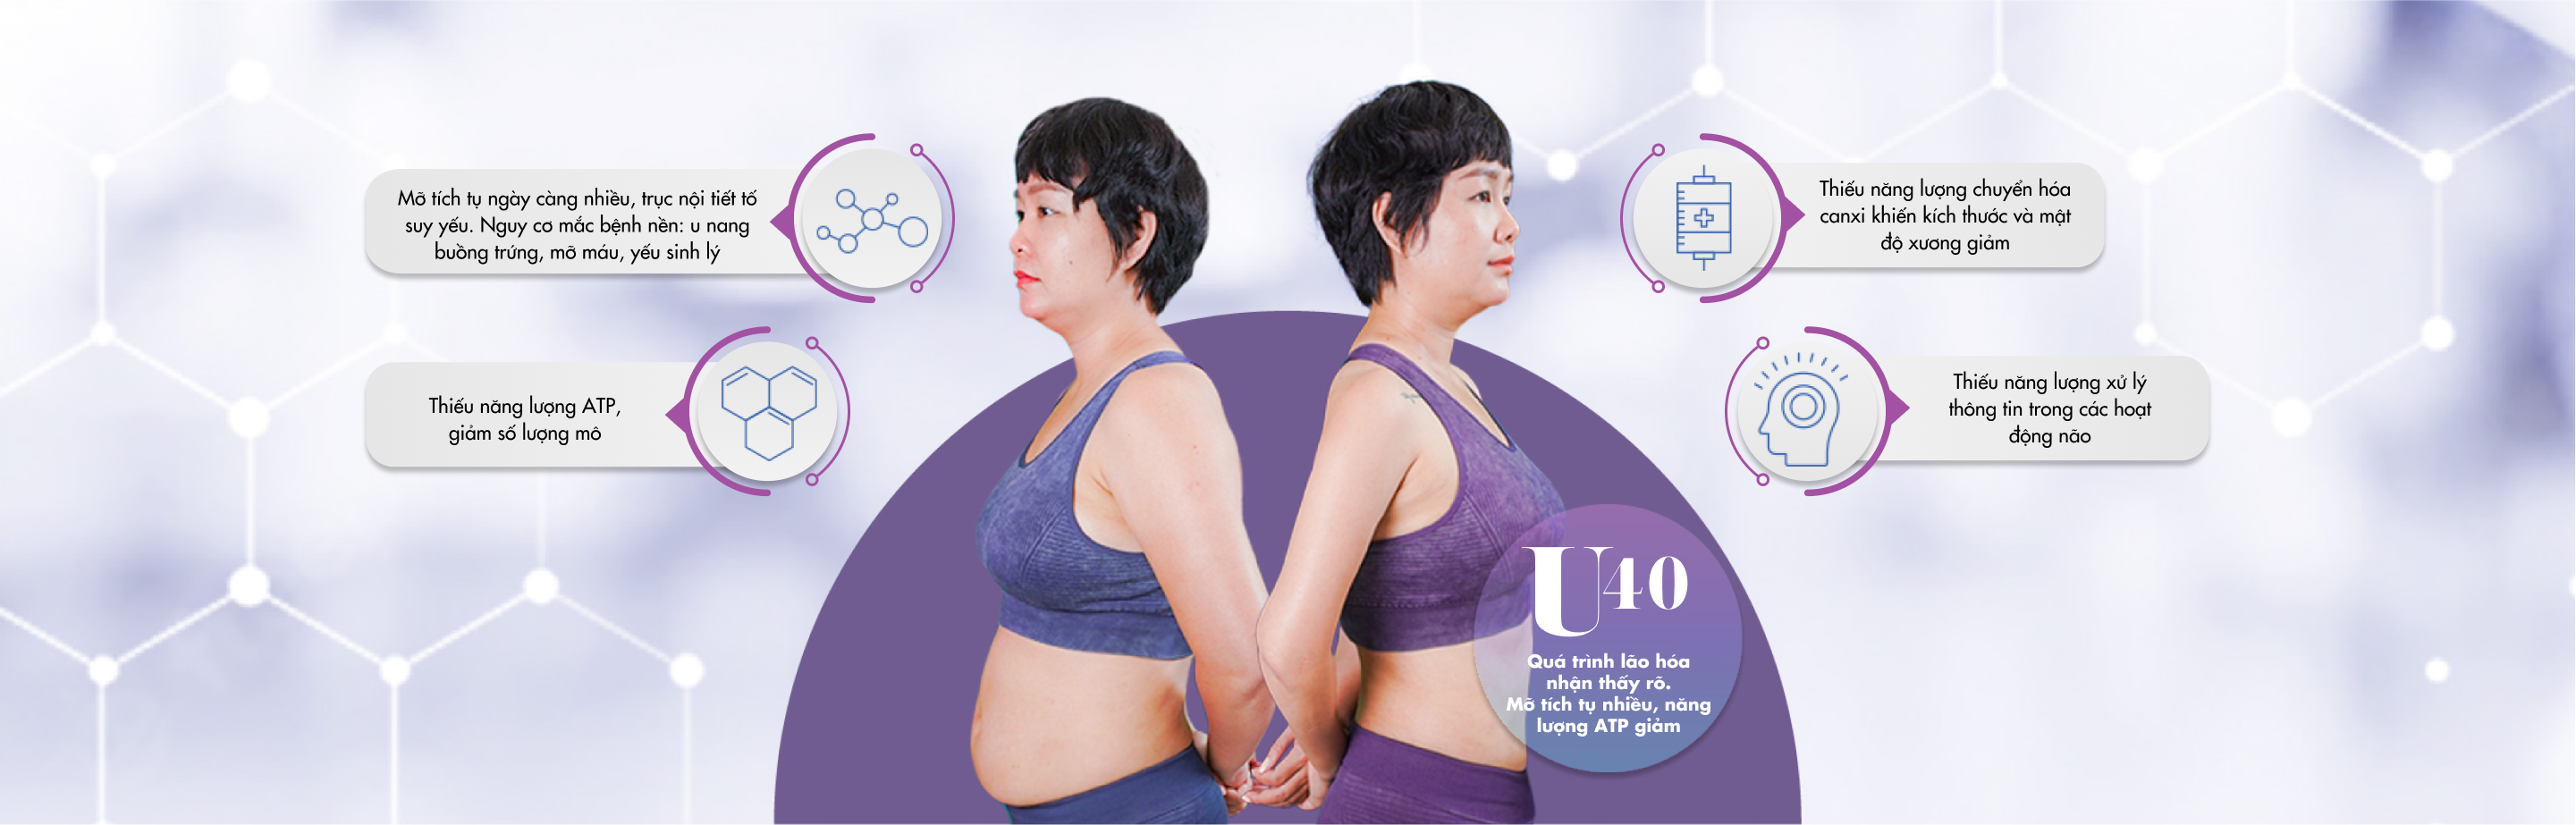 Mỡ tích tụ ngày càng nhiều, trục nội tiết tố
suy yếu. Nguy cơ mắc bệnh nền: u nang
buồng trứng, mỡ máu, yếu sinh lý
Thiếu năng lượng ATP,
giảm số lượng mô
Thiếu năng lượng chuyển hóa
canxi khiến kích thước và mật
độ xương giảm
Thiếu năng lượng xử lý
thông tin trong các hoạt
động não
U40
Quá trình lão hóa
nhận thấy rõ.
Mỡ tích tụ nhiều, năng
lượng ATP giảm